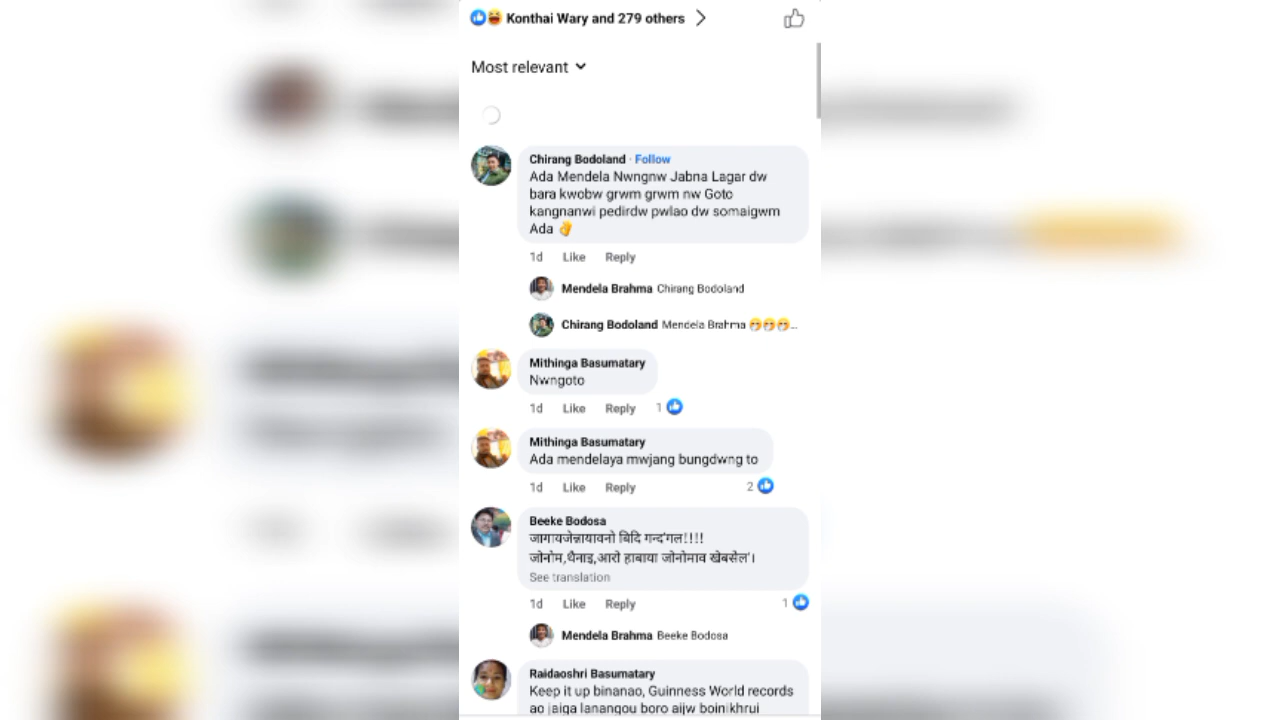 Konthai Wary and 279 others
Most relevant
Chirang Bodoland · Follow
Ada Mendela Nwngnw Jabna Lagar dw
bara kwobw grwm grwm nw Goto
kangnanwi pedirdw pwlao dw somaigwm
Ada
1d Like Reply
Mendela Brahma Chirang Bodoland
Chirang Bodoland Mendela Brahma 🤭🤭🤭...
Mithinga Basumatary
Nwngoto
1d Like Reply 1
Mithinga Basumatary
Ada mendelaya mwjang bungdwng to
1d Like Reply 2
Beeke Bodosa
जागायजेन्नायावनो बिदि गन्द'गल!!!!
जोनोम,थैनाइ,आरो हाबाया जोनोमाव खेबसेल'।
See translation
1d Like Reply 1
Mendela Brahma Beeke Bodosa
Raidaoshri Basumatary
Keep it up binanao, Guinness World records
ao jaiga lanangou boro aijw boinikhrui